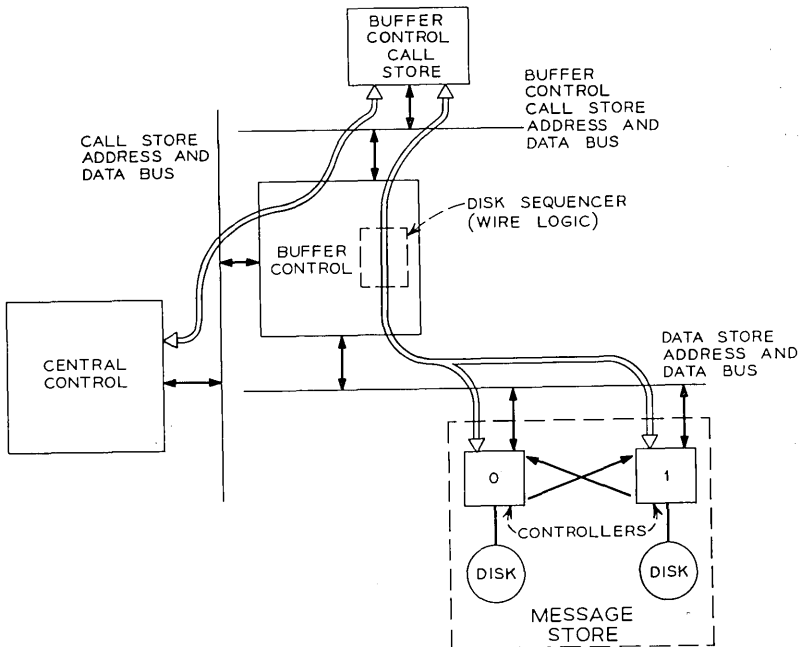 BUFFER
CONTROL
CALL
STORE
BUFFER
CONTROL
CALL STORE
ADDRESS AND
DATA BUS
CALL STORE
ADDRESS AND
DATA BUS
DISK SEQUENCER
(WIRE LOGIC)
BUFFER
CONTROL
CENTRAL
CONTROL
DATA STORE
ADDRESS AND
DATA BUS
0
1
CONTROLLERS
DISK
DISK
MESSAGE
STORE